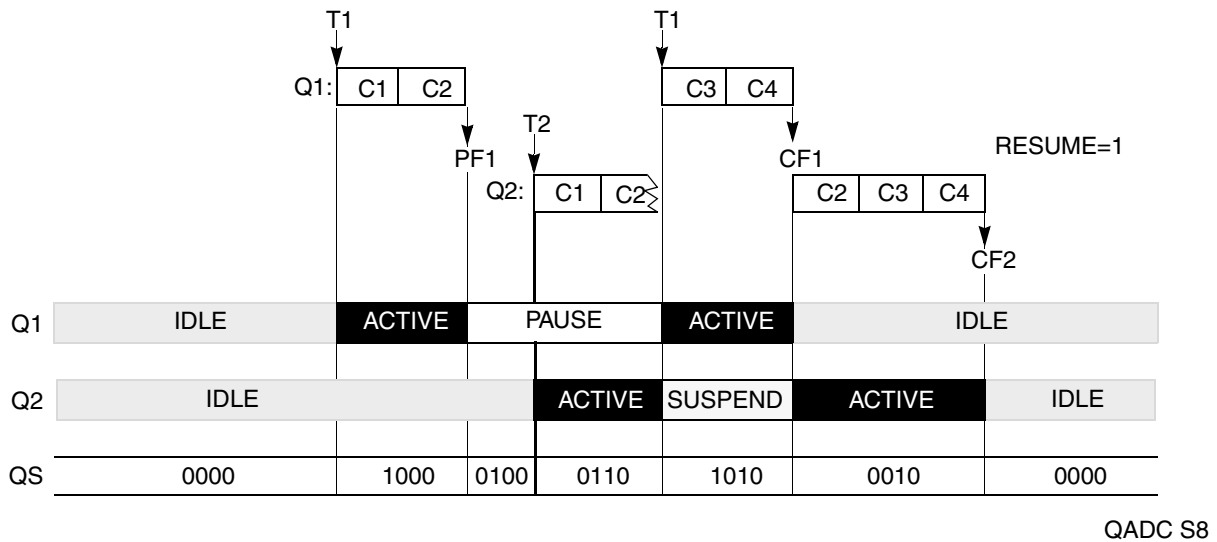 T1 T1
Q1: C1 C2 C3 C4
T2
PF1 CF1 RESUME=1
Q2: C1 C2 C2 C3 C4
CF2
Q1 IDLE ACTIVE PAUSE ACTIVE IDLE
Q2 IDLE ACTIVE SUSPEND ACTIVE IDLE
QS 0000 1000 0100 0110 1010 0010 0000
QADC S8